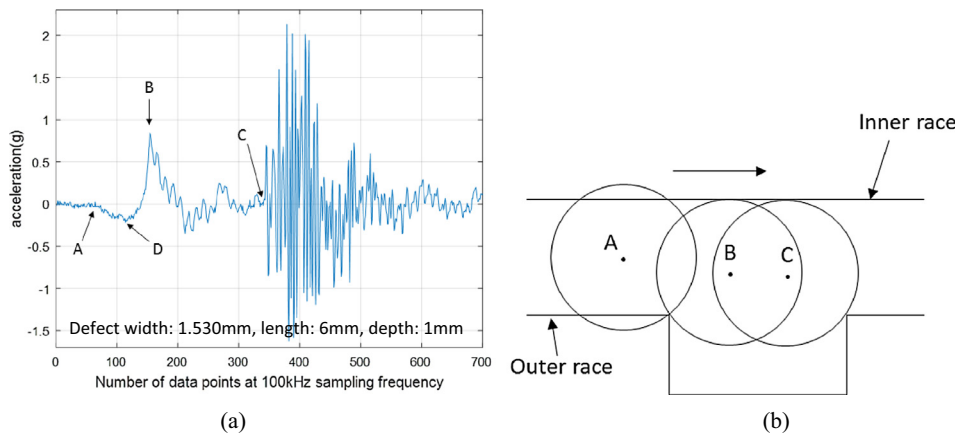 2
1.5
1
0.5
0
-0.5
-1
-1.5
acceleration(g)
B
C
A
D
Defect width: 1.530mm, length: 6mm, depth: 1mm
0 100 200 300 400 500 600 700
Number of data points at 100kHz sampling frequency
(a)
Inner race
A
B
C
Outer race
(b)